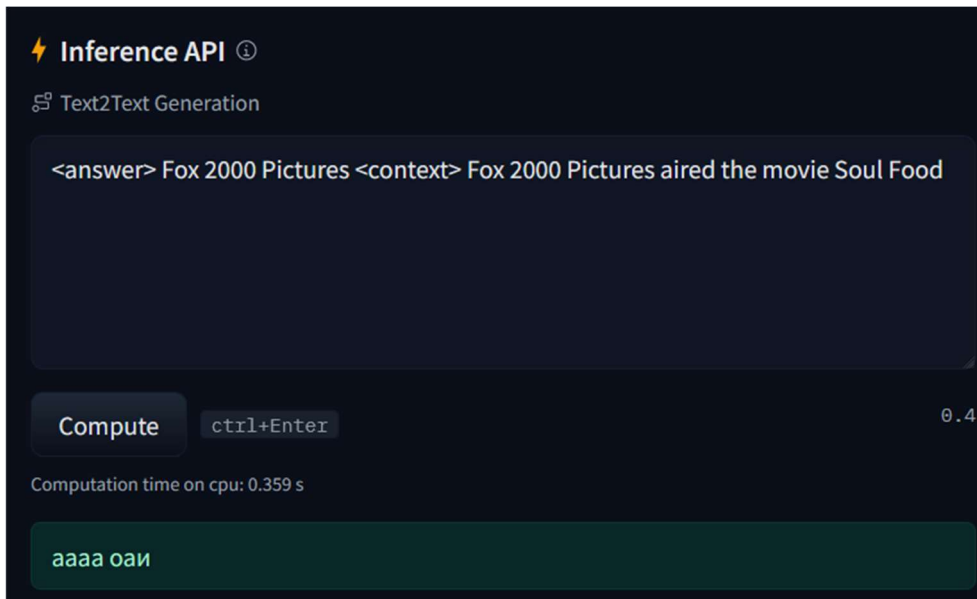 Inference API
Text2Text Generation
<answer> Fox 2000 Pictures <context> Fox 2000 Pictures aired the movie Soul Food
Compute ctrl+Enter 0.4
Computation time on cpu: 0.359 s
аааа оаи